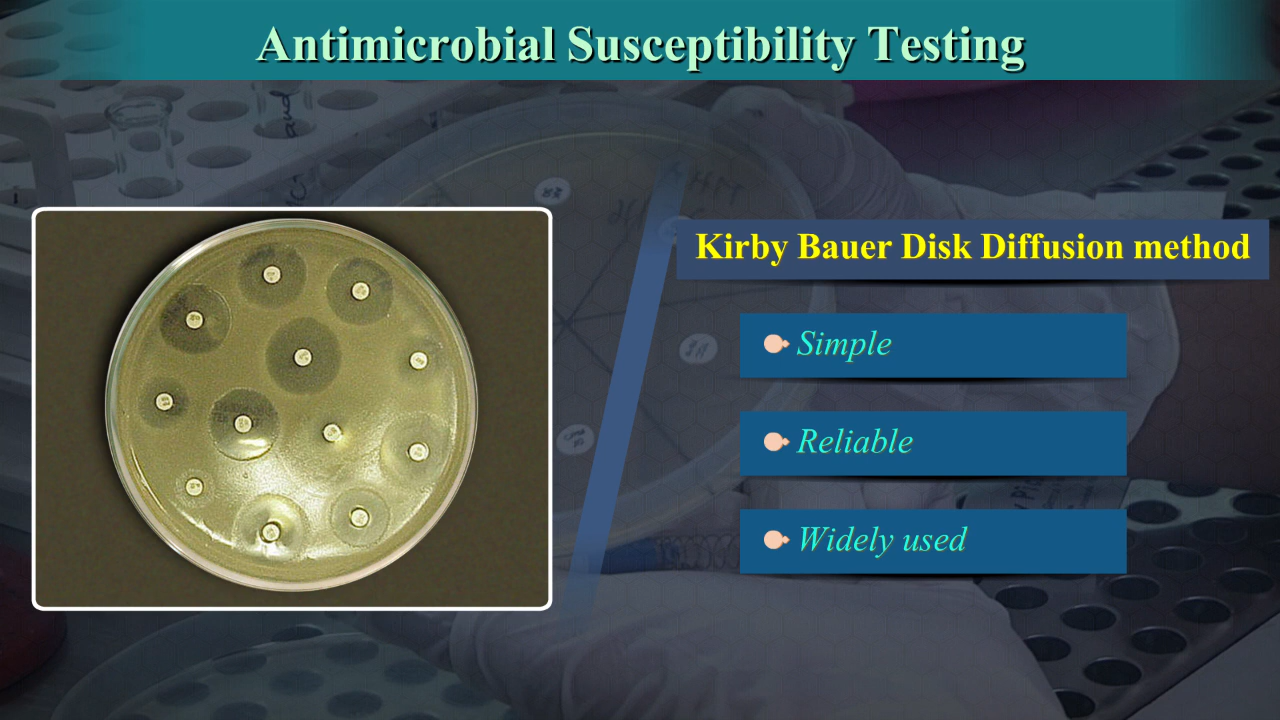 Antimicrobial Susceptibility Testing
Kirby Bauer Disk Diffusion method
Simple
Reliable
Widely used